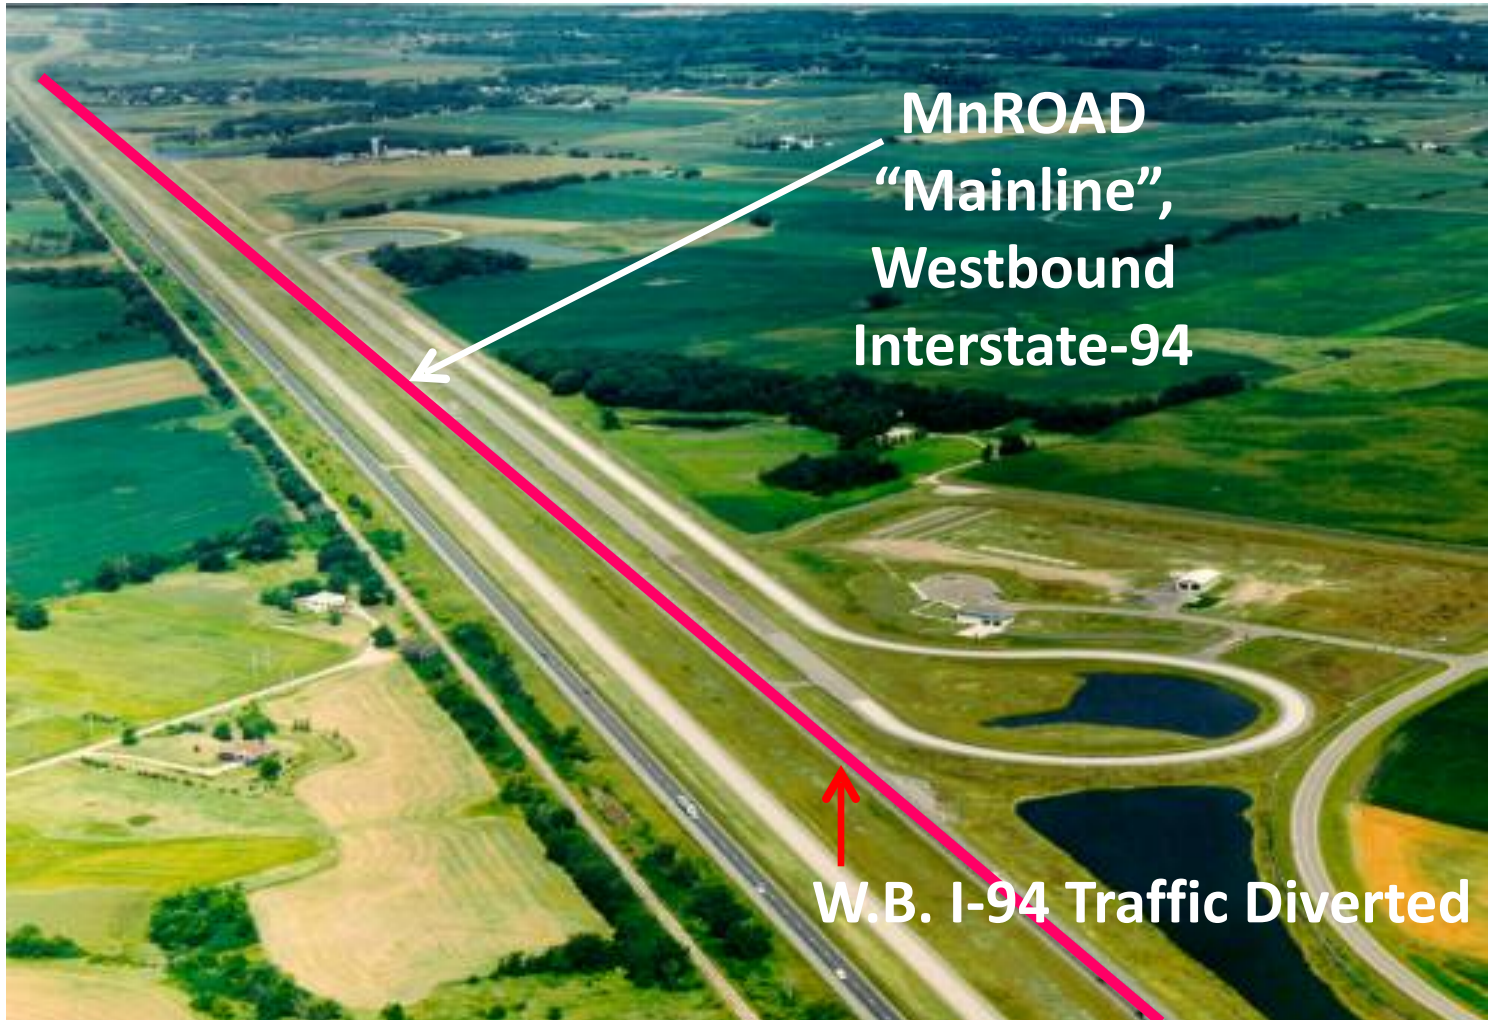 MnROAD
“Mainline”,
Westbound
Interstate-94
W.B. I-94 Traffic Diverted